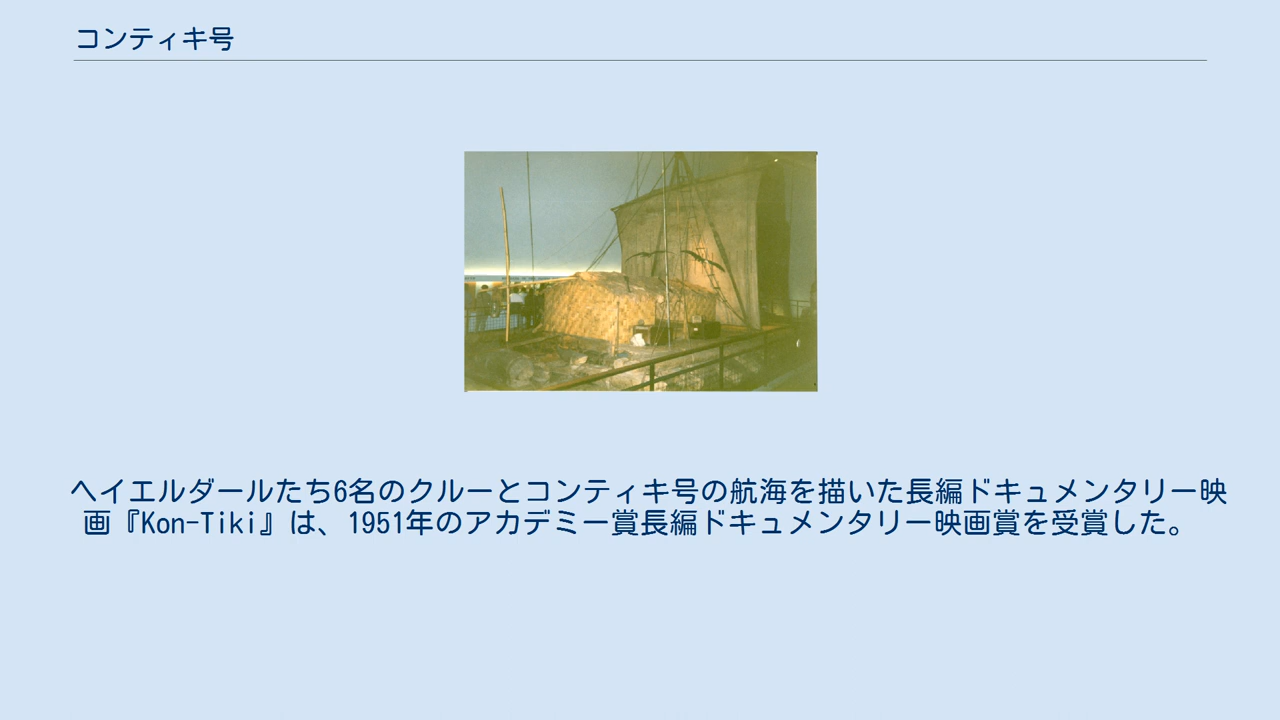 コンティキ号
ヘイエルダールたち6名のクルーとコンティキ号の航海を描いた長編ドキュメンタリー映
画『Kon-Tiki』は、1951年のアカデミー賞長編ドキュメンタリー映画賞を受賞した。